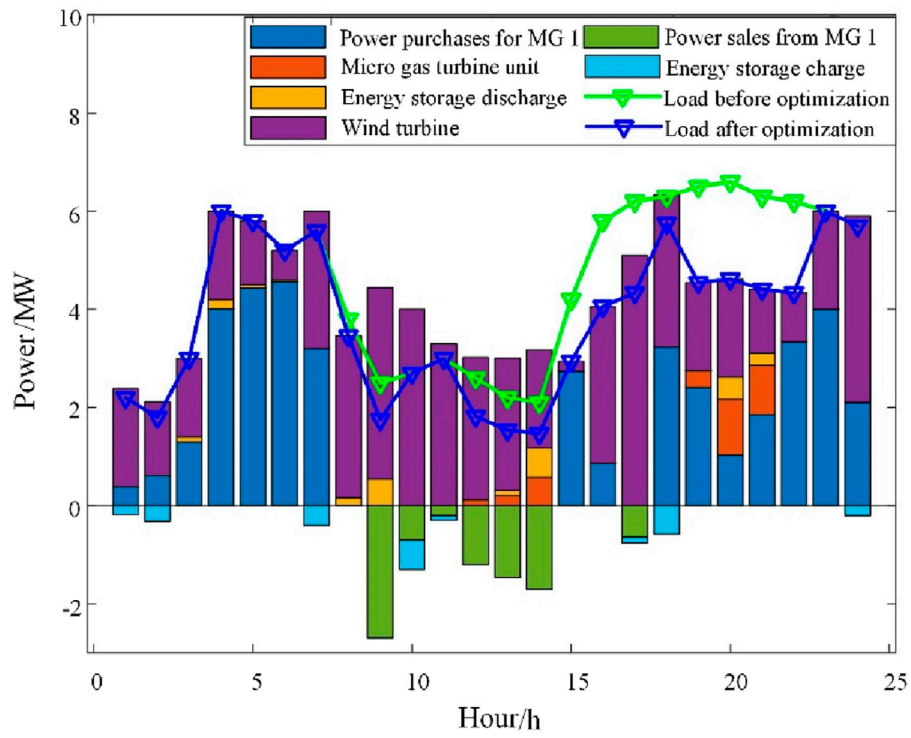 10
8
6
4
2
0
-2
Power /MW
Power purchases for MG 1
Power sales from MG 1
Micro gas turbine unit
Energy storage charge
Energy storage discharge
Load before optimization
Wind turbine
Load after optimization
0 5 10 15 20 25
Hour/h